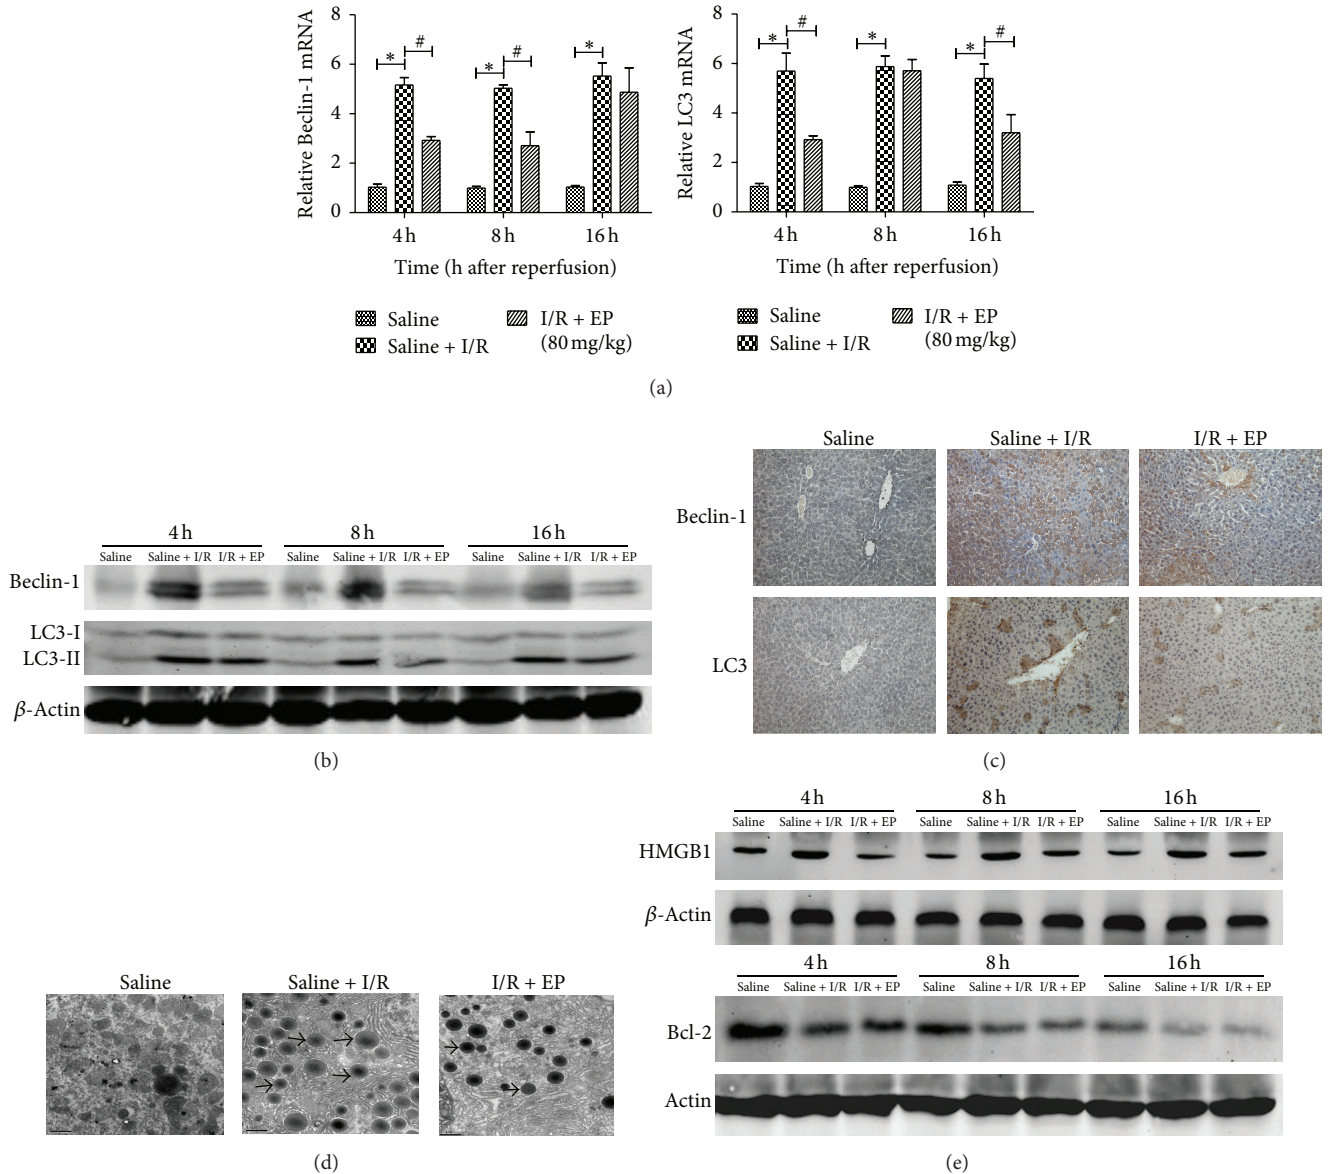 Relative Beclin-1 mRNA
8
6
4
2
0
* # * # *
4 h 8 h 16 h
Time (h after reperfusion)
Saline
Saline + I/R
I/R + EP
(80 mg/kg)
Relative LC3 mRNA
8
6
4
2
0
* # * * #
4 h 8 h 16 h
Time (h after reperfusion)
Saline
Saline + I/R
I/R + EP
(80 mg/kg)
(a)
4 h 8 h 16 h
Saline Saline + I/R I/R + EP Saline Saline + I/R I/R + EP Saline Saline + I/R I/R + EP
Beclin-1
LC3-I
LC3-II
β-Actin
(b)
Saline Saline + I/R I/R + EP
Beclin-1
LC3
(c)
Saline Saline + I/R I/R + EP
(d)
4 h 8 h 16 h
Saline Saline + I/R I/R + EP Saline Saline + I/R I/R + EP Saline Saline + I/R I/R + EP
HMGB1
β-Actin
4 h 8 h 16 h
Saline Saline + I/R I/R + EP Saline Saline + I/R I/R + EP Saline Saline + I/R I/R + EP
Bcl-2
Actin
(e)